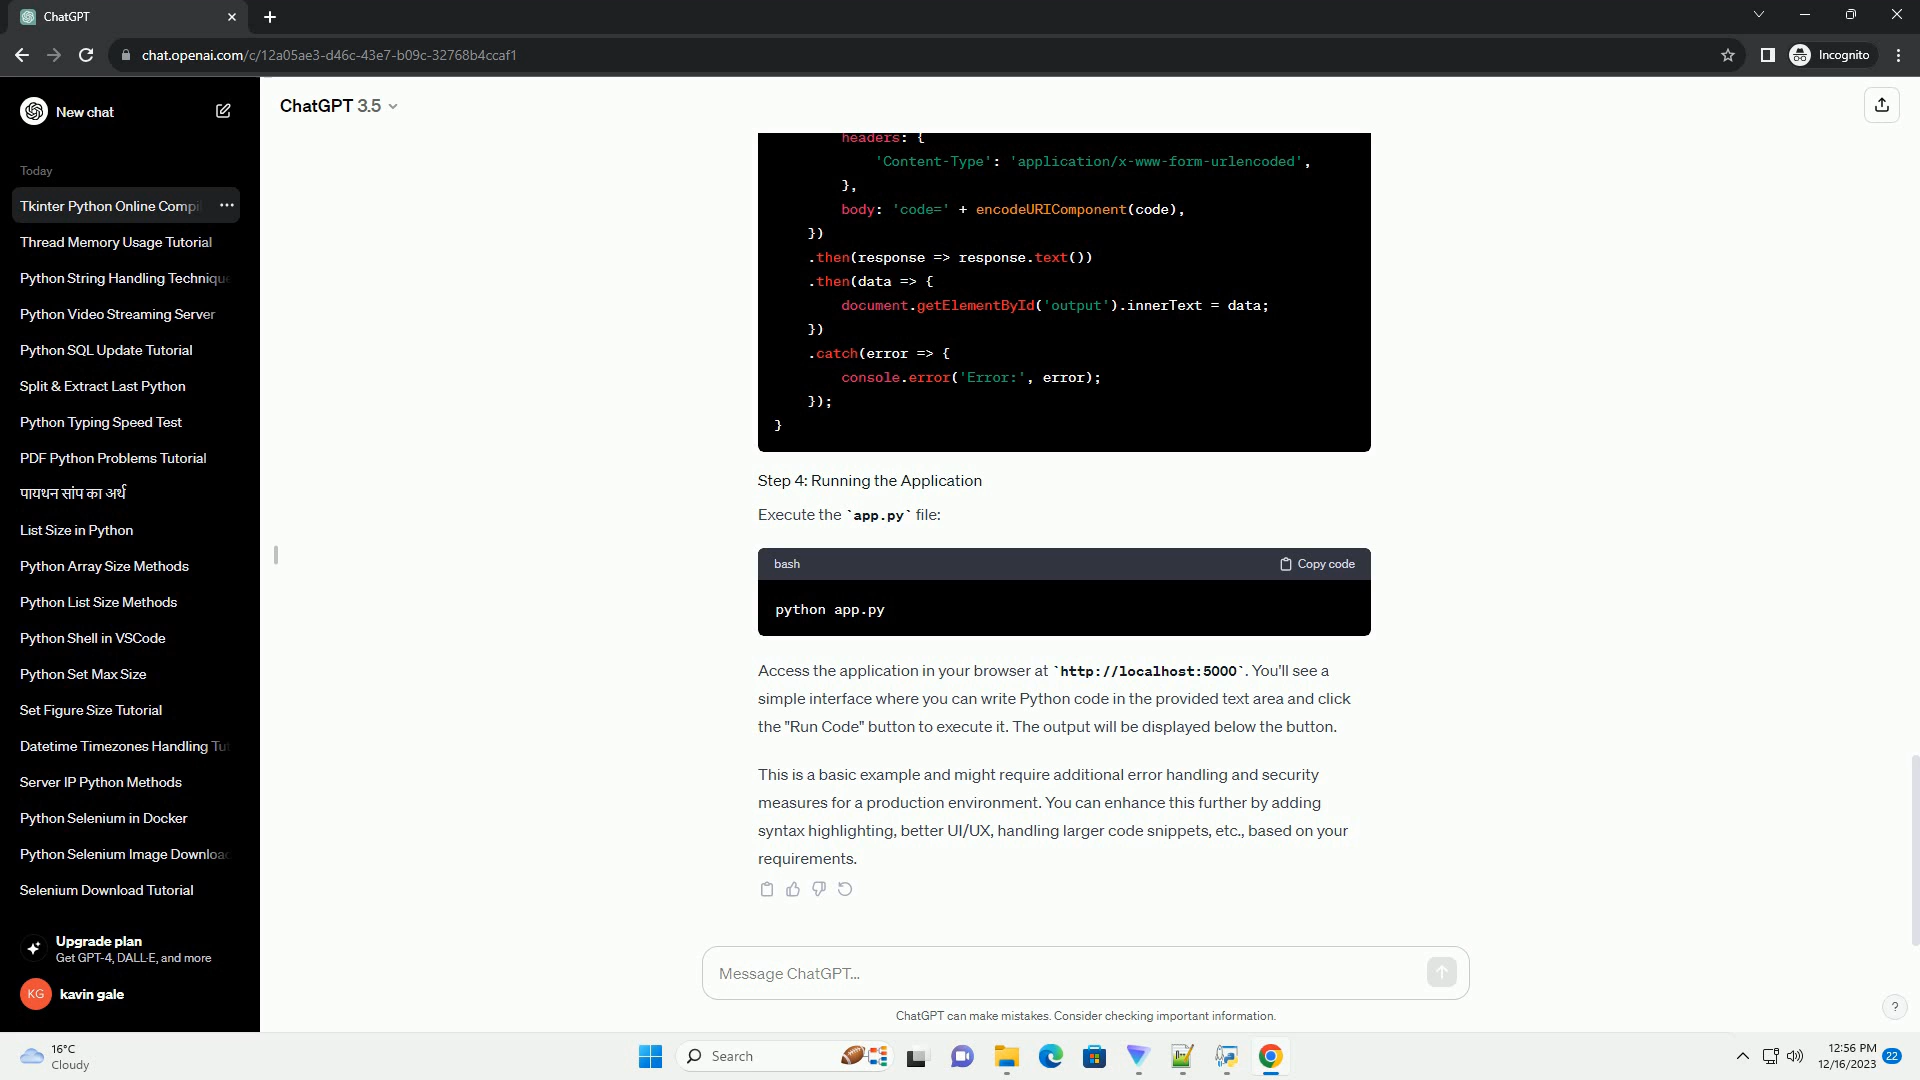 ChatGPT
chat.openai.com/c/12a05ae3-d46c-43e7-b09c-32768b4ccaf1
Incognito
New chat
Today
Tkinter Python Online Compi
Thread Memory Usage Tutorial
Python String Handling Technique
Python Video Streaming Server
Python SQL Update Tutorial
Split & Extract Last Python
Python Typing Speed Test
PDF Python Problems Tutorial
पायथन सांप का अर्थ
List Size in Python
Python Array Size Methods
Python List Size Methods
Python Shell in VSCode
Python Set Max Size
Set Figure Size Tutorial
Datetime Timezones Handling Tut
Server IP Python Methods
Python Selenium in Docker
Python Selenium Image Download
Selenium Download Tutorial
Upgrade plan
Get GPT-4, DALL·E, and more
KG
kavin gale
ChatGPT 3.5
headers: {
'Content-Type': 'application/x-www-form-urlencoded',
},
body: 'code=' + encodeURIComponent(code),
})
.then(response => response.text())
.then(data => {
document.getElementById('output').innerText = data;
})
.catch(error => {
console.error('Error:', error);
});
}
Step 4: Running the Application
Execute the `app.py` file:
bash
Copy code
python app.py
Access the application in your browser at `http://localhost:5000`. You'll see a
simple interface where you can write Python code in the provided text area and click
the "Run Code" button to execute it. The output will be displayed below the button.
This is a basic example and might require additional error handling and security
measures for a production environment. You can enhance this further by adding
syntax highlighting, better UI/UX, handling larger code snippets, etc., based on your
requirements.
Message ChatGPT...
ChatGPT can make mistakes. Consider checking important information.
?
16°C
Cloudy
Search
12:56 PM
12/16/2023
22